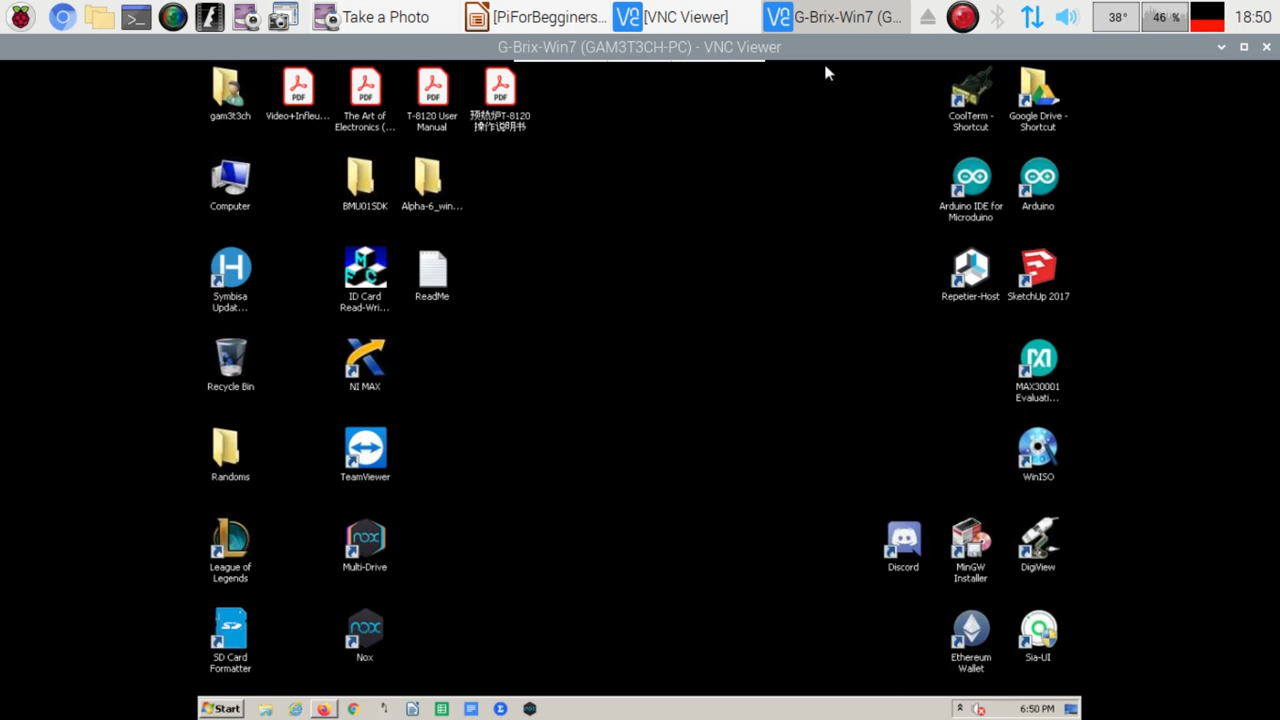 Take a Photo
[PiForBegginers...
[VNC Viewer]
G-Brix-Win7 (G...
38°
46 %
18:50
G-Brix-Win7 (GAM3T3CH-PC) - VNC Viewer
gam3t3ch
Video+Infleu...
The Art of
Electronics (...
T-8120 User
Manual
预热炉T-8120
操作说明书
CoolTerm -
Shortcut
Google Drive -
Shortcut
Computer
BMU01SDK
Alpha-6_win...
Arduino IDE for
Microduino
Arduino
Symbisa
Updat...
ID Card
Read-Wri...
ReadMe
Repetier-Host
SketchUp 2017
Recycle Bin
NI MAX
MAX30001
Evaluati...
Randoms
TeamViewer
WinISO
League of
Legends
Multi-Drive
Discord
MinGW
Installer
DigiView
SD Card
Formatter
Nox
Ethereum
Wallet
Sia-UI
Start
6:50 PM